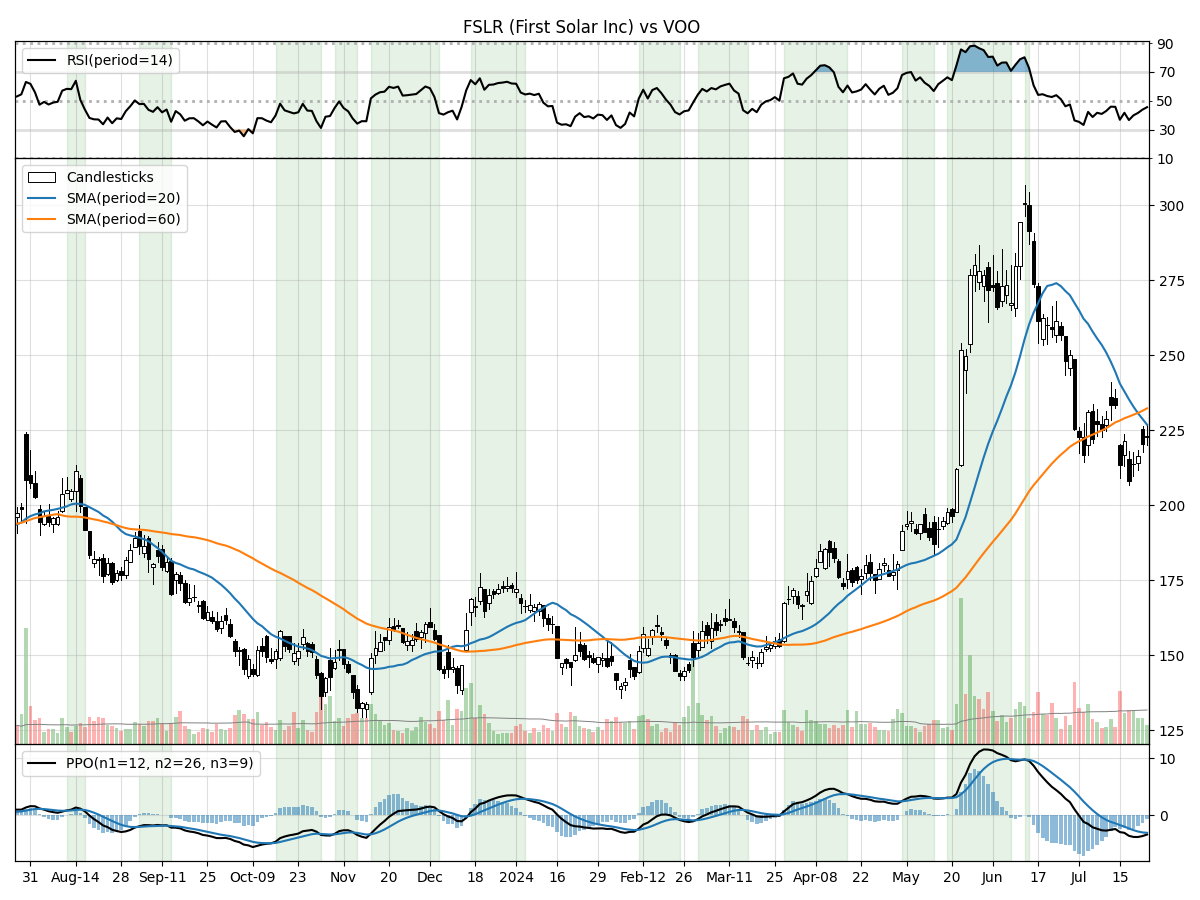 FSLR (First Solar Inc) vs VOO
RSI(period=14)
90
70
50
30
10
Candlesticks
SMA(period=20)
SMA(period=60)
300
275
250
225
200
175
150
125
PPO(n1=12, n2=26, n3=9)
10
0
31 Aug-14 28 Sep-11 25 Oct-09 23 Nov 20 Dec 18 2024 16 29 Feb-12 26 Mar-11 25 Apr-08 22 May 20 Jun 17 Jul 15